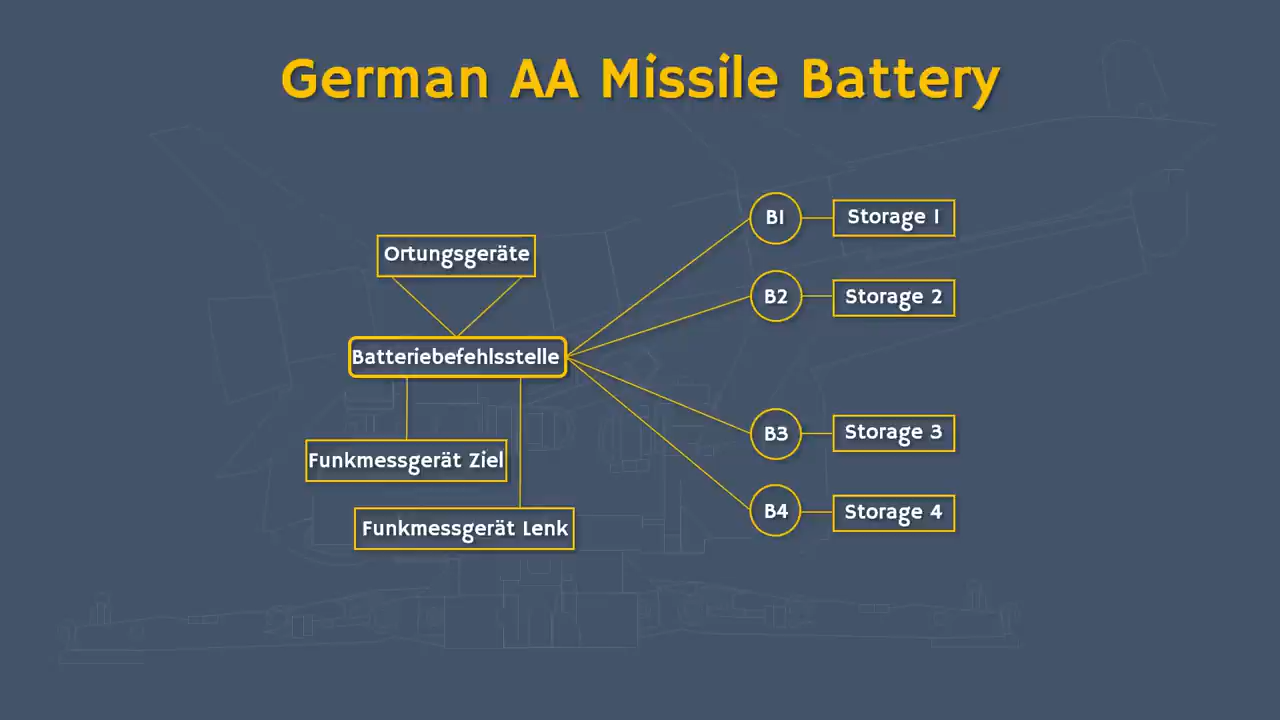 German AA Missile Battery
Ortungsgeräte
Batteriebefehlsstelle
Funkmessgerät Ziel
Funkmessgerät Lenk
B1
Storage 1
B2
Storage 2
B3
Storage 3
B4
Storage 4